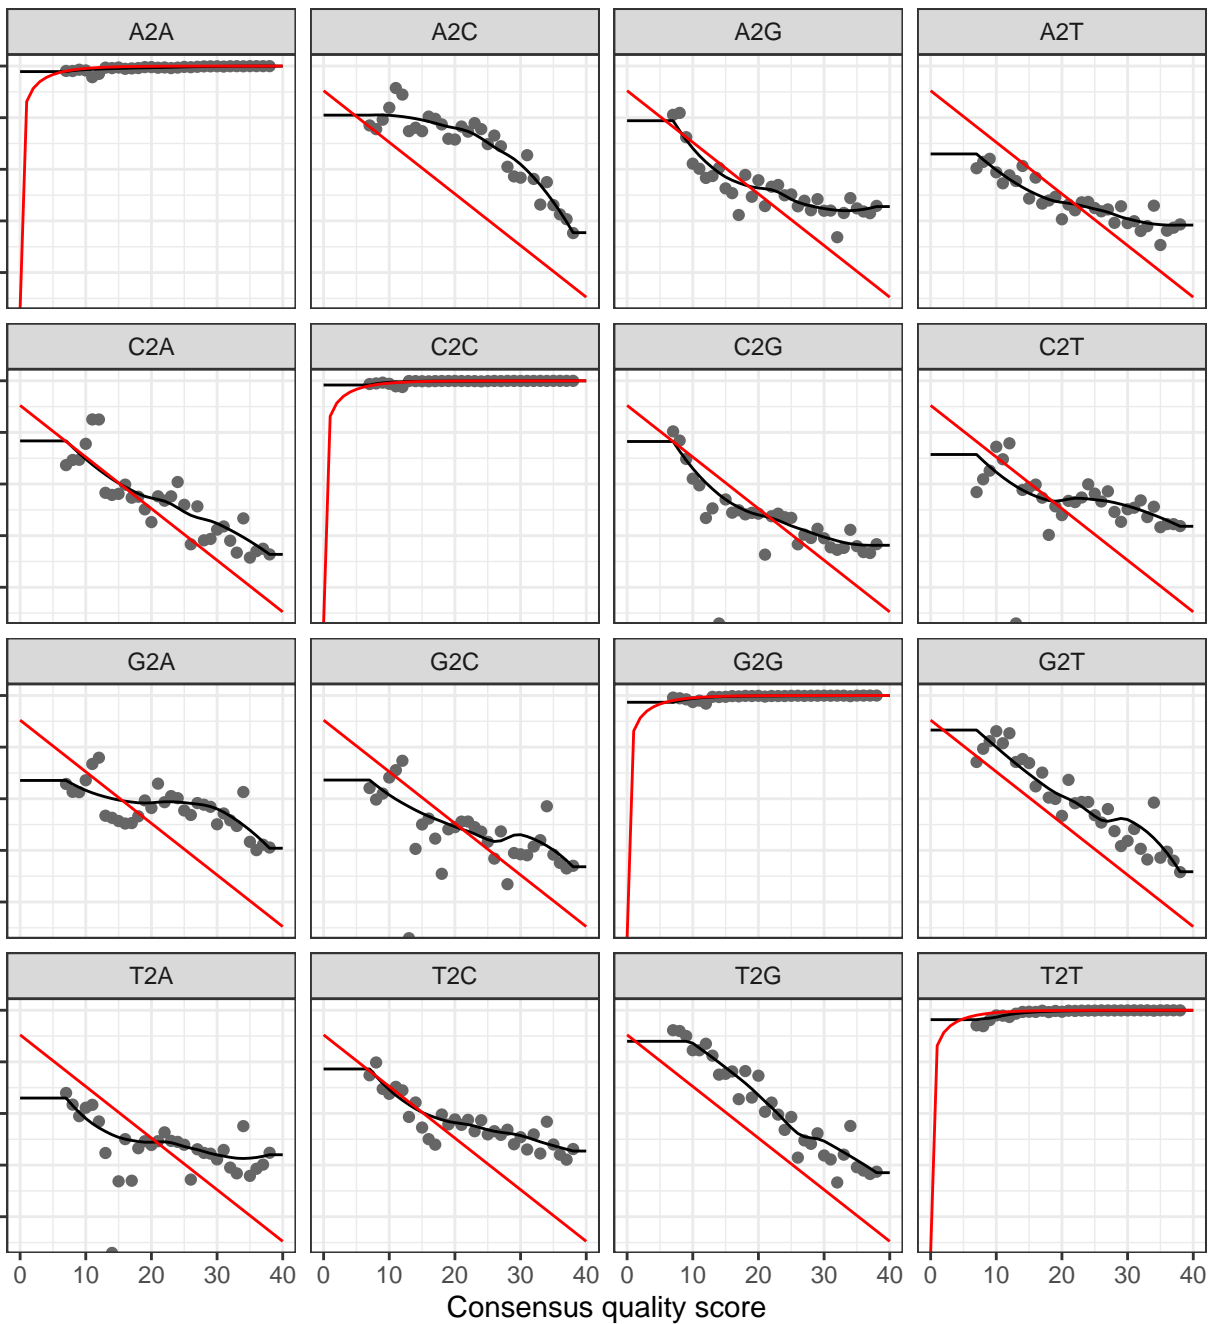 A2A A2C A2G A2T
C2A C2C C2G C2T
G2A G2C G2G G2T
T2A T2C T2G T2T
0 10 20 30 40 0 10 20 30 40 0 10 20 30 40 0 10 20 30 40
Consensus quality score